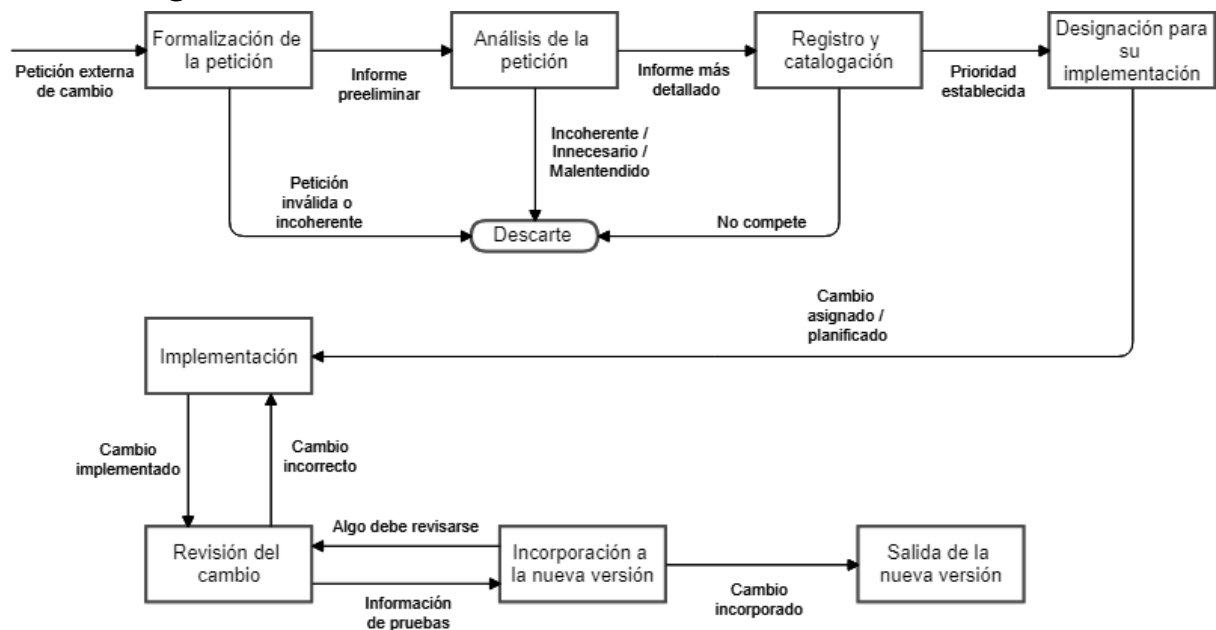 Formalización de
la petición
Análisis de la
petición
Registro y
catalogación
Designación para
su
implementación
Petición externa
de cambio
Informe
preeliminar
Informe más
detallado
Prioridad
establecida
Incoherente /
Innecesario /
Malentendido
Petición
inválida o
incoherente
Descarte
No compete
Cambio
asignado /
planificado
Implementación
Cambio
implementado
Cambio
incorrecto
Algo debe revisarse
Revisión del
cambio
Incorporación a
la nueva versión
Salida de la
nueva versión
Información
de pruebas
Cambio
incorporado